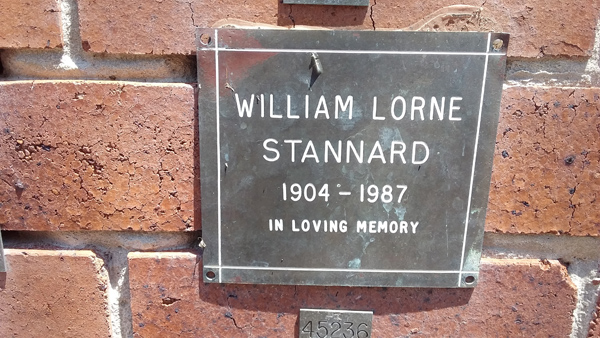 WILLIAM LORNE
STANNARD
1904 – 1987
IN LOVING MEMORY
45236